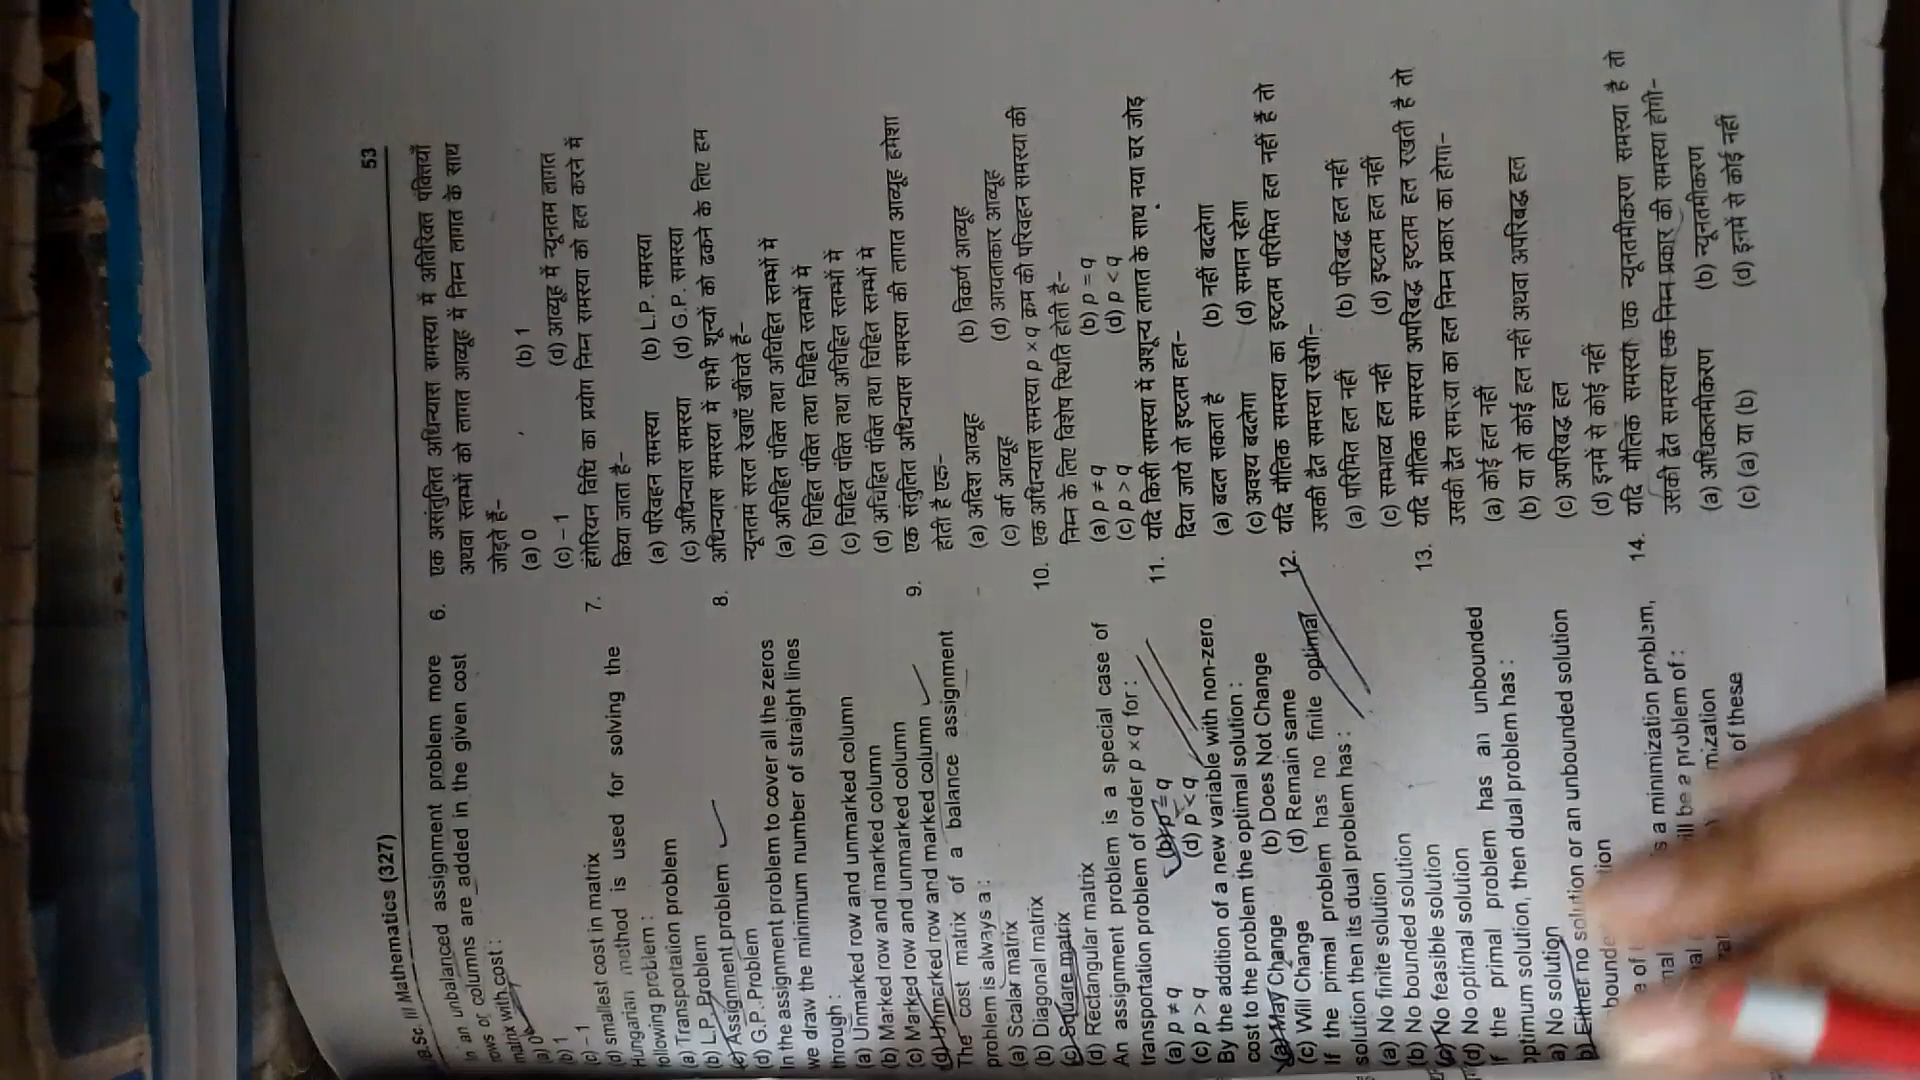 B.Sc. III Mathematics (327)
53
In an unbalanced assignment problem more
rows or columns are added in the given cost
matrix with cost :
(a) 0
(b) 1
(c) – 1
(d) smallest cost in matrix
Hungarian method is used for solving the
following problem :
(a) Transportaion problem
(b) L.P. Problem
(c) Assignment problem
(d) G.P. Problem
In the assignment problem to cover all the zeros
we draw the minimum number of straight lines
through :
(a) Unmarked row and unmarked column
(b) Marked row and marked column
(c) Marked row and unmarked column
(d) Unmarked row and marked column
The cost matrix of a balance assignment
problem is always a :
(a) Scalar matrix
(b) Diagonal matrix
(c) Square matrix
(d) Rectangular matrix
An assignment problem is a special case of
transportation problem of order p × q for :
(a) p ≠ q (b) p = q
(c) p > q (d) p < q
By the addition of a new variable with non-zero
cost to the problem the optimal solution :
(a) May Change (b) Does Not Change
(c) Will Change (d) Remain same
If the primal problem has no finite optimal
solution then its dual problem has :
(a) No finite solution
(b) No bounded solution
(c) No feasible solution
(d) No optimal solution
If the primal problem has an unbounded
optimum solution, then dual problem has :
a) No solution
b) Either no solution or an unbounded solution
a minimization problem,
be a problem of :
of these
6. एक असंतुलित अधिन्यास समस्या में अतिरिक्त पंक्तियाँ
अथवा स्तम्भों को लागत आव्यूह में निम्न लागत के साथ
जोड़ते हैं–
(a) 0 (b) 1
(c) – 1 (d) आव्यूह में न्यूनतम लागत
7. हंगेरियन विधि का प्रयोग निम्न समस्या को हल करने में
किया जाता है–
(a) परिवहन समस्या (b) L.P. समस्या
(c) अधिन्यास समस्या (d) G.P. समस्या
8. अधिन्यास समस्या में सभी शून्यों को ढकने के लिए हम
न्यूनतम सरल रेखाएँ खींचते हैं–
(a) अचिह्नित पंक्ति तथा अचिह्नित स्तम्भों में
(b) चिह्नित पंक्ति तथा चिह्नित स्तम्भों में
(c) चिह्नित पंक्ति तथा अचिह्नित स्तम्भों में
(d) अचिह्नित पंक्ति तथा चिह्नित स्तम्भों में
9. एक संतुलित अधिन्यास समस्या की लागत आव्यूह हमेशा
होती है एक–
(a) अदिश आव्यूह (b) विकर्ण आव्यूह
(c) वर्ग आव्यूह (d) आयताकार आव्यूह
10. एक अधिन्यास समस्या p × q क्रम की परिवहन समस्या की
निम्न के लिए विशेष स्थिति होती है–
(a) p ≠ q (b) p = q
(c) p > q (d) p < q
11. यदि किसी समस्या में अशून्य लागत के साथ नया चर जोड़
दिया जाये तो इष्टतम हल–
(a) बदल सकता है (b) नहीं बदलेगा
(c) अवश्य बदलेगा (d) समान रहेगा
12. यदि मौलिक समस्या का इष्टतम परिमित हल नहीं है तो
उसकी द्वैत समस्या रखेगी–
(a) परिमित हल नहीं (b) परिबद्ध हल नहीं
(c) सम्भाव्य हल नहीं (d) इष्टतम हल नहीं
13. यदि मौलिक समस्या अपरिबद्ध इष्टतम हल रखती है तो
उसकी द्वैत समस्या का हल निम्न प्रकार का होगा–
(a) कोई हल नहीं
(b) या तो कोई हल नहीं अथवा अपरिबद्ध हल
(c) अपरिबद्ध हल
(d) इनमें से कोई नहीं
14. यदि मौलिक समस्या एक न्यूनतमीकरण समस्या है तो
उसकी द्वैत समस्या एक निम्न प्रकार की समस्या होगी–
(a) अधिकतमीकरण (b) न्यूनतमीकरण
(c) (a) या (b) (d) इनमें से कोई नहीं